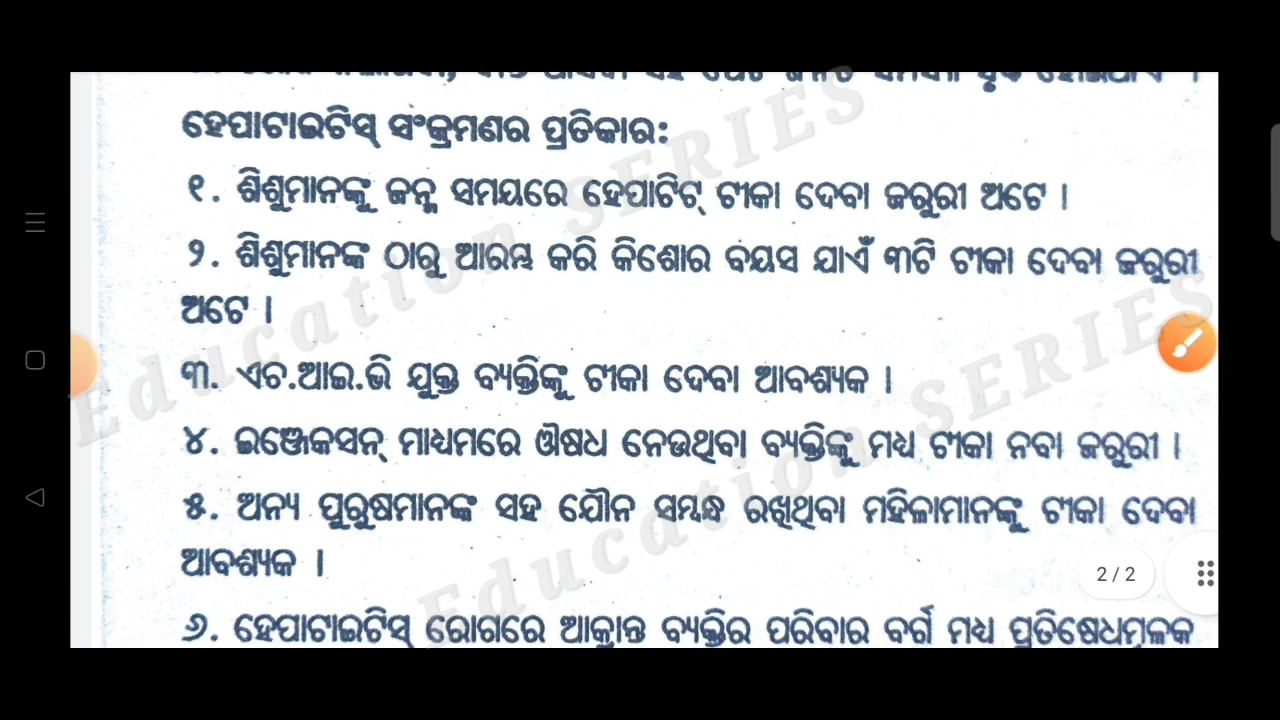 ହେପାଟାଇଟିସ୍ ସଂକ୍ରମଣର ପ୍ରତିକାର:
୧. ଶିଶୁମାନଙ୍କୁ ଜନ୍ମ ସମୟରେ ହେପାଟିଟ୍ ଟୀକା ଦେବା ଜରୁରୀ ଅଟେ ।
୨. ଶିଶୁମାନଙ୍କ ଠାରୁ ଆରମ୍ଭ କରି କିଶୋର ବୟସ ଯାଏଁ ୩ଟି ଟୀକା ଦେବା ଜରୁରୀ
ଅଟେ ।
୩. ଏଚ.ଆଇ.ଭି ଯୁକ୍ତ ବ୍ୟକ୍ତିଙ୍କୁ ଟୀକା ଦେବା ଆବଶ୍ୟକ ।
୪. ଇଞ୍ଜେକସନ୍ ମାଧ୍ୟମରେ ଔଷଧ ନେଉଥିବା ବ୍ୟକ୍ତିଙ୍କୁ ମଧ୍ୟ ଟୀକା ନବା ଜରୁରୀ ।
୫. ଅନ୍ୟ ପୁରୁଷମାନଙ୍କ ସହ ଯୌନ ସମ୍ବନ୍ଧ ରଖିଥିବା ମହିଳାମାନଙ୍କୁ ଟୀକା ଦେବା
ଆବଶ୍ୟକ ।
2 / 2
୬. ହେପାଟାଇଟିସ୍ ରୋଗରେ ଆକ୍ରାନ୍ତ ବ୍ୟକ୍ତିର ପରିବାର ବର୍ଗ ମଧ୍ୟ ପ୍ରତିଷେଧମୂଳକ
Education SERIES
Education SERIES